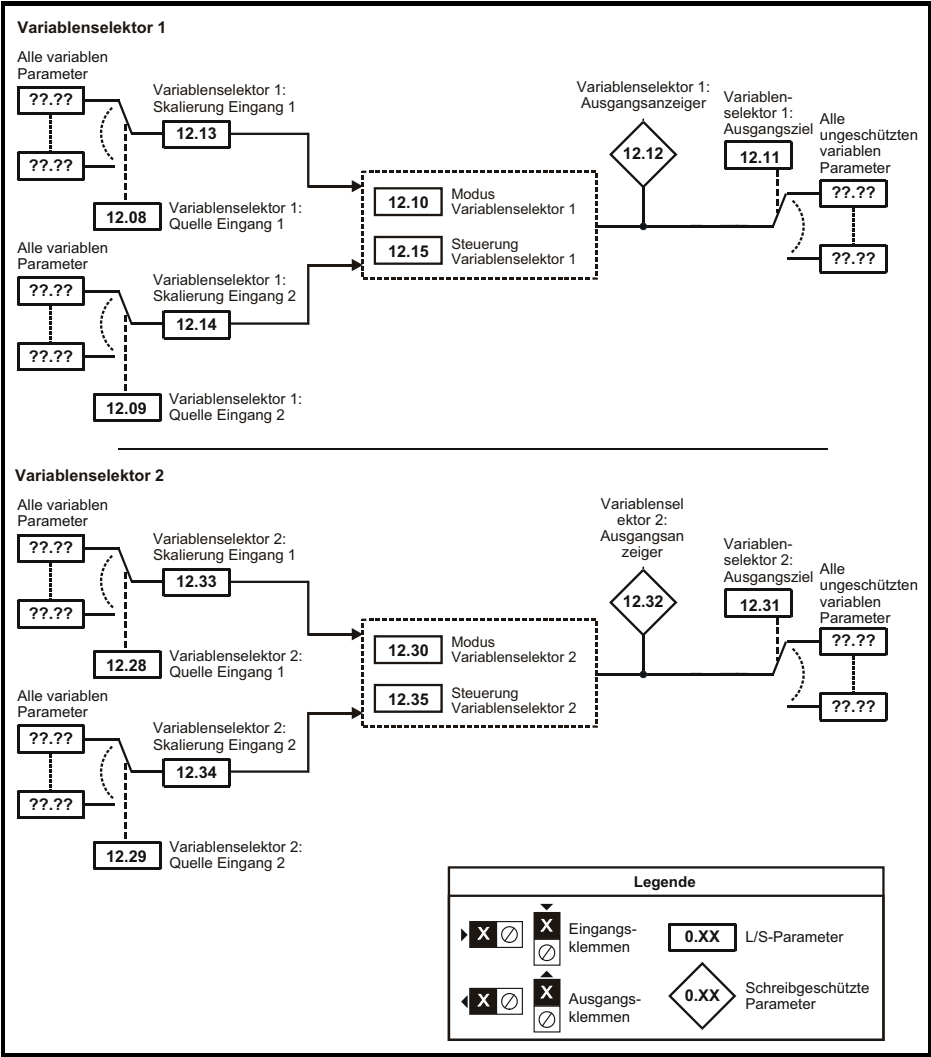 Variablenselektor 1
Alle variablen
Parameter
??.??
??.??
Variablenselektor 1:
Skalierung Eingang 1
12.13
12.08
Variablenselektor 1:
Quelle Eingang 1
Alle variablen
Parameter
??.??
??.??
Variablenselektor 1:
Skalierung Eingang 2
12.14
12.09
Variablenselektor 1:
Quelle Eingang 2
12.10
Modus
Variablenselektor 1
12.15
Steuerung
Variablenselektor 1
Variablenselektor 1:
Ausgangsanzeiger
12.12
Variablen-
selektor 1:
Ausgangsziel
12.11
Alle
ungeschützten
variablen
Parameter
??.??
??.??
Variablenselektor 2
Alle variablen
Parameter
??.??
??.??
Variablenselektor 2:
Skalierung Eingang 1
12.33
12.28
Variablenselektor 2:
Quelle Eingang 1
Alle variablen
Parameter
??.??
??.??
Variablenselektor 2:
Skalierung Eingang 2
12.34
12.29
Variablenselektor 2:
Quelle Eingang 2
12.30
Modus
Variablenselektor 2
12.35
Steuerung
Variablenselektor 2
Variablensel
ektor 2:
Ausgangsan
zeiger
12.32
Variablen-
selektor 2:
Ausgangsziel
12.31
Alle
ungeschützten
variablen
Parameter
??.??
??.??
Legende
X
X
Eingangs-
klemmen
0.XX
L/S-Parameter
X
X
Ausgangs-
klemmen
0.XX
Schreibgeschützte
Parameter